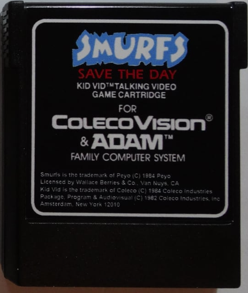 SMURFS
SAVE THE DAY
KID VID™ TALKING VIDEO
GAME CARTRIDGE
FOR
COLECOVISION®
& ADAM™
FAMILY COMPUTER SYSTEM
Smurfs is the trademark of Peyo (C) 1984 Peyo
Licensed by Wallace Berrie & Co., Van Nuys, CA
Kid Vid is the trademark of Coleco (C) 1984 Coleco Industries
Package, Program & Audiovisual (C) 1982 Coleco Industries, Inc
Amsterdam, New York 12010